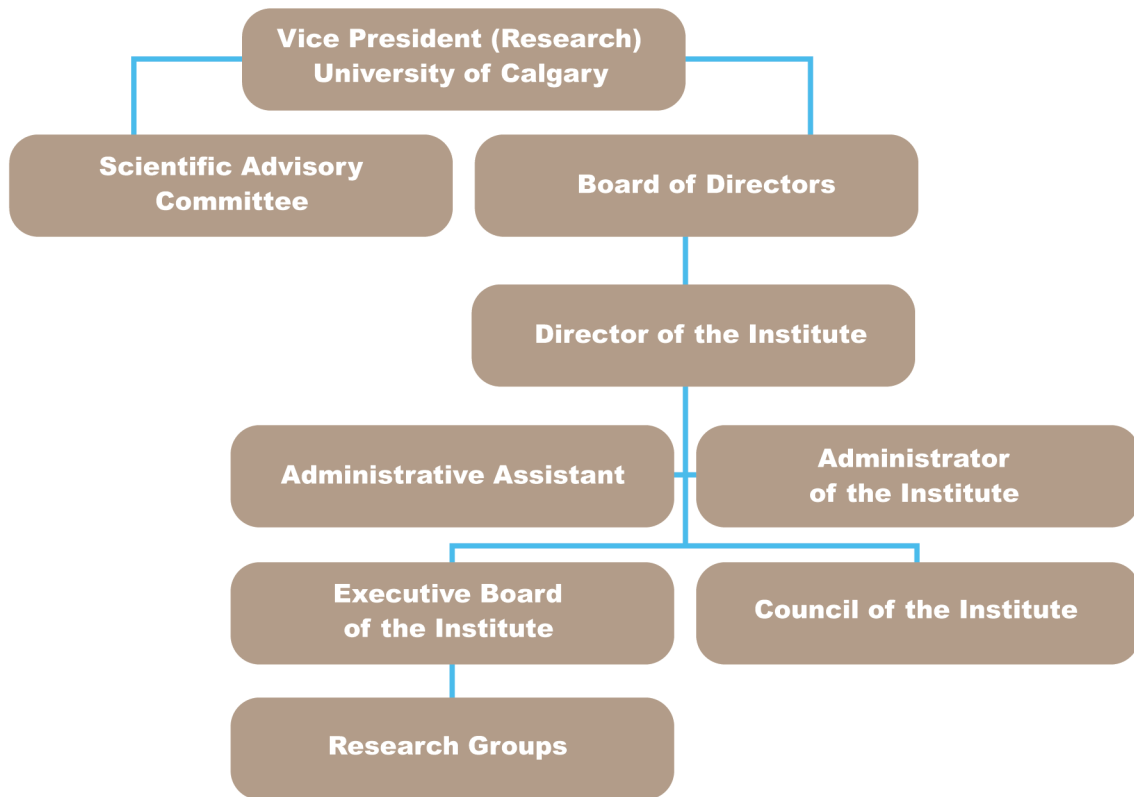 Vice President (Research)
University of Calgary
Scientific Advisory
Committee
Board of Directors
Director of the Institute
Administrative Assistant
Administrator
of the Institute
Executive Board
of the Institute
Council of the Institute
Research Groups